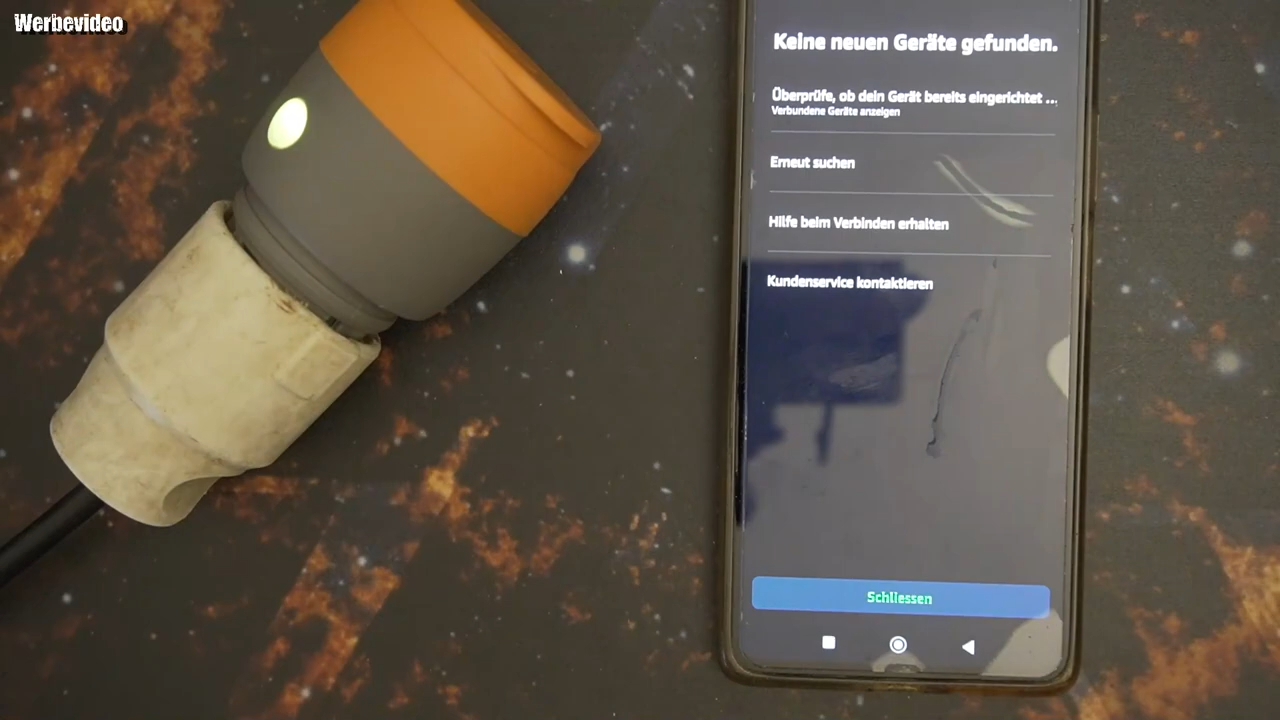 Werbevideo
Keine neuen Geräte gefunden.
Überprüfe, ob dein Gerät bereits eingerichtet ...
Verbundene Geräte anzeigen
Erneut suchen
Hilfe beim Verbinden erhalten
Kundenservice kontaktieren
Schliessen